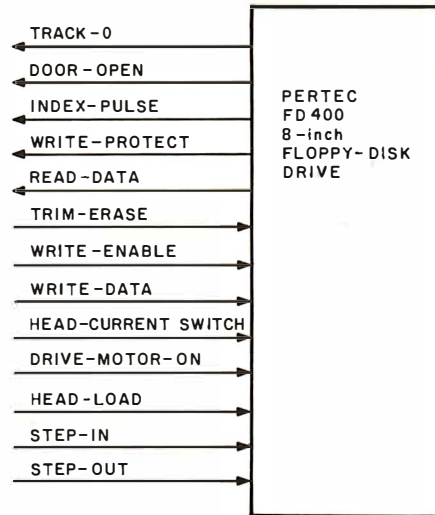 TRACK-0
DOOR-OPEN
INDEX-PULSE
WRITE-PROTECT
READ-DATA
TRIM-ERASE
WRITE-ENABLE
WRITE-DATA
HEAD-CURRENT SWITCH
DRIVE-MOTOR-ON
HEAD-LOAD
STEP-IN
STEP-OUT
PERTEC
FD400
8-inch
FLOPPY-DISK
DRIVE